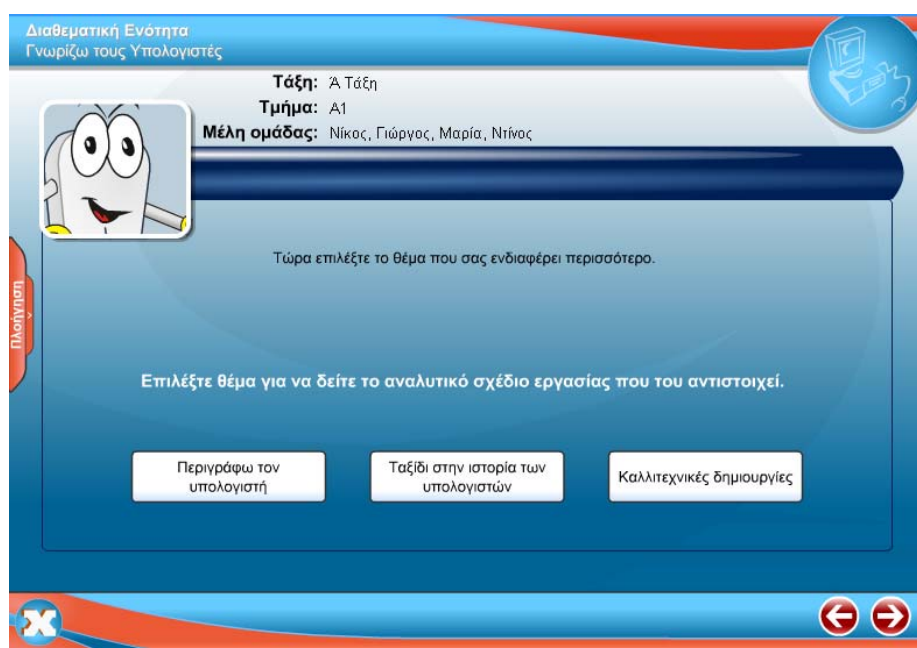 Διαθεματική Ενότητα
Γνωρίζω τους Υπολογιστές
Τάξη: Ά Τάξη
Τμήμα: Α1
Μέλη ομάδας: Νίκος, Γιώργος, Μαρία, Ντίνος
Τώρα επιλέξτε το θέμα που σας ενδιαφέρει περισσότερο.
Πλοήγηση
Επιλέξτε θέμα για να δείτε το αναλυτικό σχέδιο εργασίας που του αντιστοιχεί.
Περιγράφω τον
υπολογιστή
Ταξίδι στην ιστορία των
υπολογιστών
Καλλιτεχνικές δημιουργίες